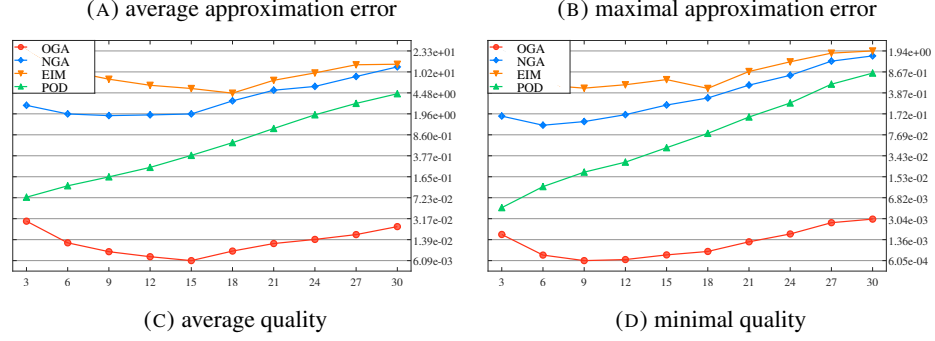 (A) average approximation error
(B) maximal approximation error
OGA
NGA
EIM
POD
2.33e+01
1.02e+01
4.48e+00
1.96e+00
8.60e-01
3.77e-01
1.65e-01
7.23e-02
3.17e-02
1.39e-02
6.09e-03
3 6 9 12 15 18 21 24 27 30
OGA
NGA
EIM
POD
1.94e+00
8.67e-01
3.87e-01
1.72e-01
7.69e-02
3.43e-02
1.53e-02
6.82e-03
3.04e-03
1.36e-03
6.05e-04
3 6 9 12 15 18 21 24 27 30
(C) average quality
(D) minimal quality